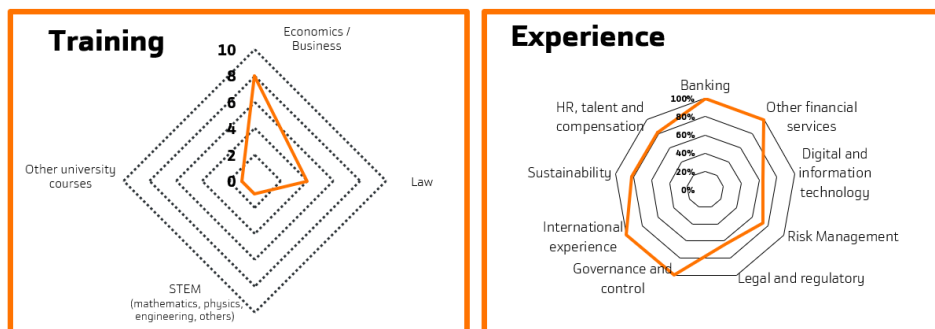 Training
Economics /
Business
10
8
6
4
2
0
Other university
courses
Law
STEM
(mathematics, physics,
engineering, others)
Experience
Banking
100%
80%
60%
40%
20%
0%
HR, talent and
compensation
Other financial
services
Sustainability
Digital and
information
technology
International
experience
Risk Management
Governance and
control
Legal and regulatory